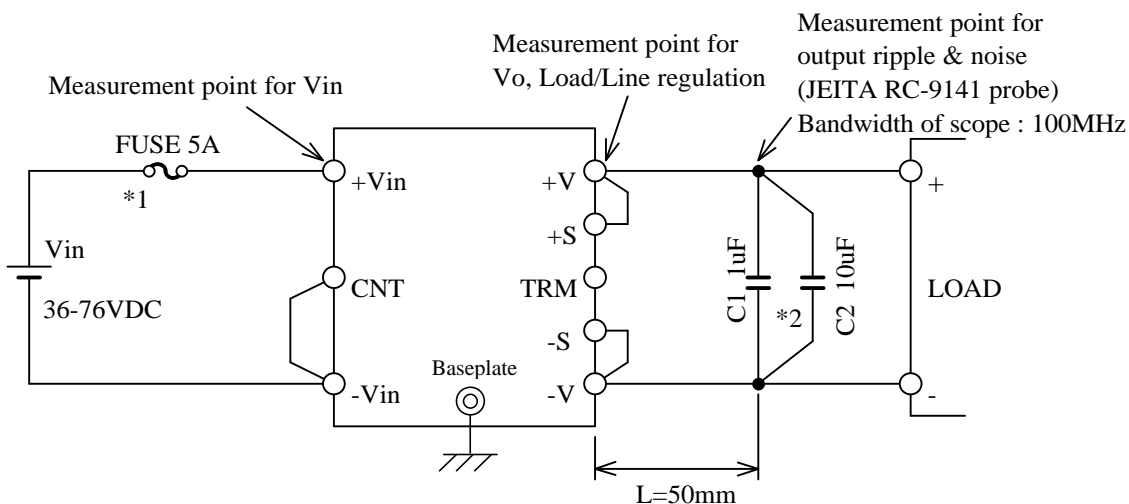 Measurement point for
output ripple & noise
(JEITA RC-9141 probe)
Bandwidth of scope : 100MHz
Measurement point for
Vo, Load/Line regulation
Measurement point for Vin
FUSE 5A
*1
+Vin
+V
+
+S
Vin
36-76VDC
CNT
TRM
C1 1uF
*2
C2 10uF
LOAD
-S
Baseplate
-Vin
-V
-
L=50mm